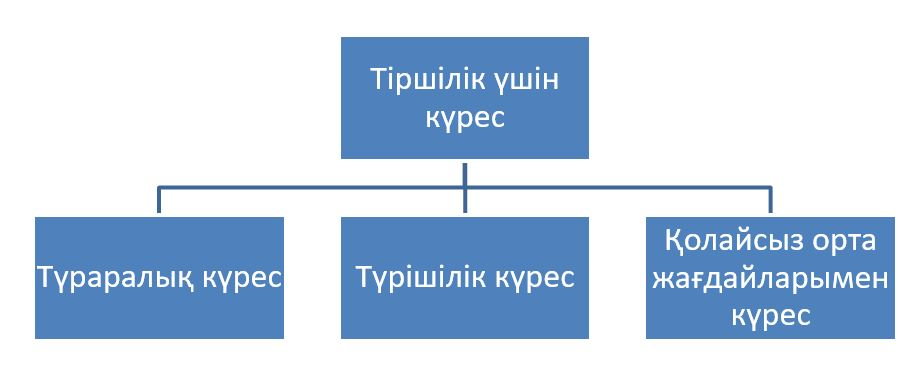 Тіршілік үшін
күрес
Түраралық күрес
Түрішілік күрес
Қолайсыз орта
жағдайларымен
күрес